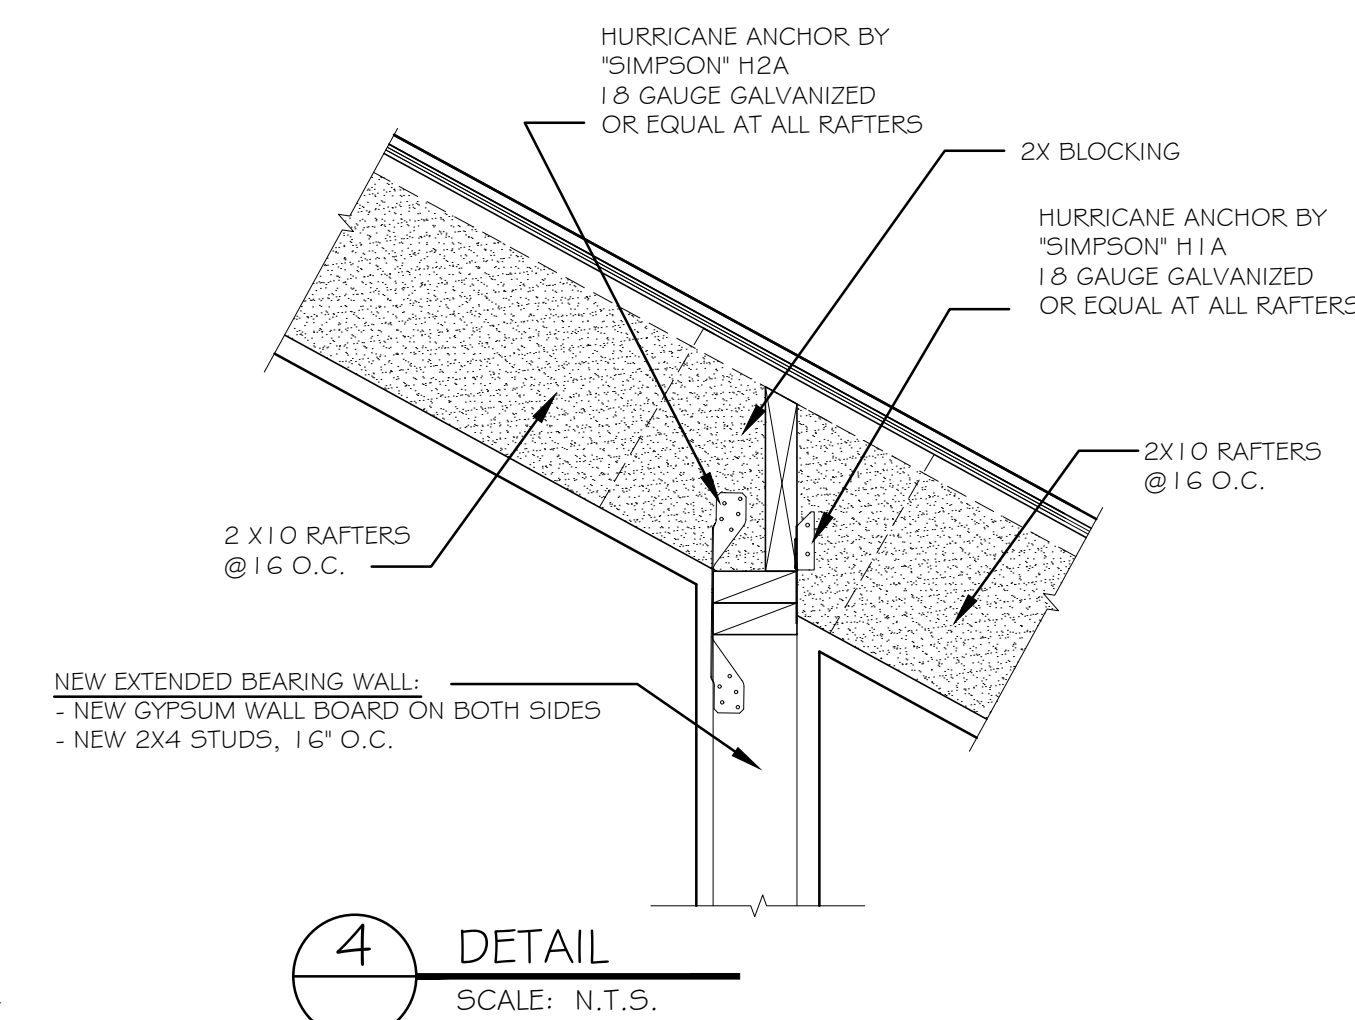 HURRICANE ANCHOR BY
"SIMPSON" H2A
18 GAUGE GALVANIZED
OR EQUAL AT ALL RAFTERS
2X BLOCKING
HURRICANE ANCHOR BY
"SIMPSON" H1A
18 GAUGE GALVANIZED
OR EQUAL AT ALL RAFTERS
2X10 RAFTERS
@16 O.C.
2 X10 RAFTERS
@16 O.C.
NEW EXTENDED BEARING WALL:
- NEW GYPSUM WALL BOARD ON BOTH SIDES
- NEW 2X4 STUDS, 16" O.C.
4
DETAIL
SCALE: N.T.S.